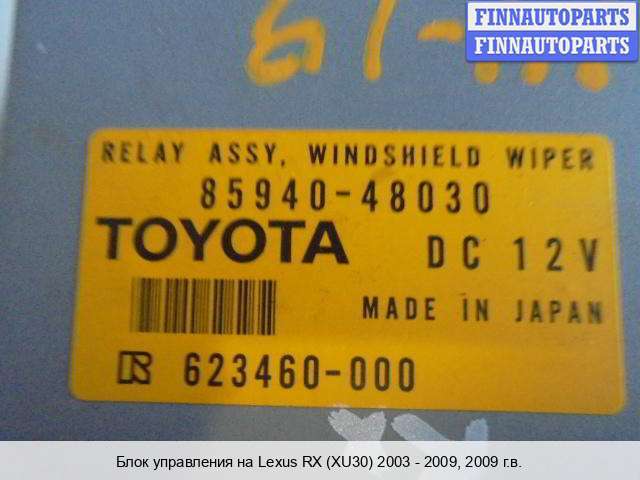 FINNAUTOPARTS
FINNAUTOPARTS
RELAY ASSY, WINDSHIELD WIPER
85940-48030
TOYOTA DC 12V
MADE IN JAPAN
R 623460-000
Блок управления на Lexus RX (XU30) 2003 - 2009, 2009 г.в.